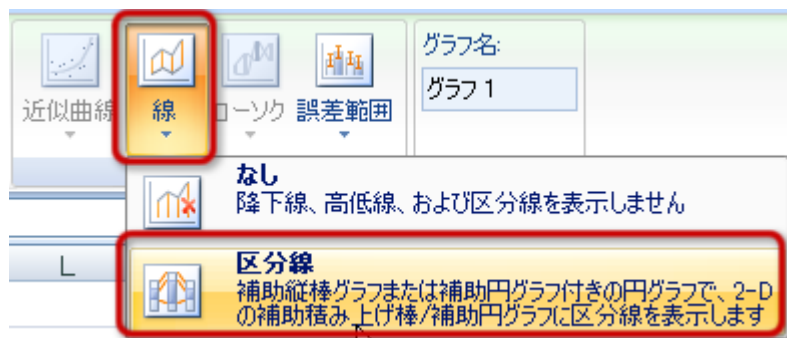 グラフ名:
グラフ 1
近似曲線
線
ローソク
誤差範囲
なし
降下線、高低線、および区分線を表示しません
L
区分線
補助縦棒グラフまたは補助円グラフ付きの円グラフで、2-D
の補助積み上げ棒/補助円グラフに区分線を表示します